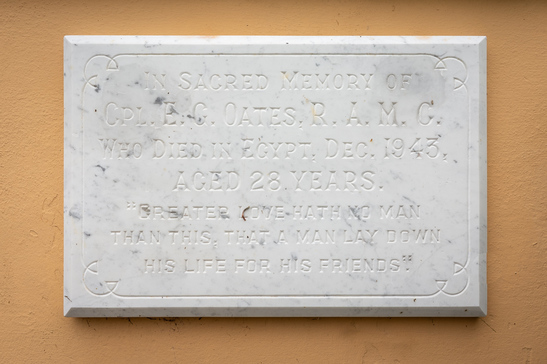 In Sacred Memory of
Cpl. E. G. Oates, R. A. M. C.
Who Died in Egypt, Dec. 1943,
AGED 28 YEARS.
"GREATER LOVE HATH NO MAN
THAN THIS, THAT A MAN LAY DOWN
HIS LIFE FOR HIS FRIENDS".